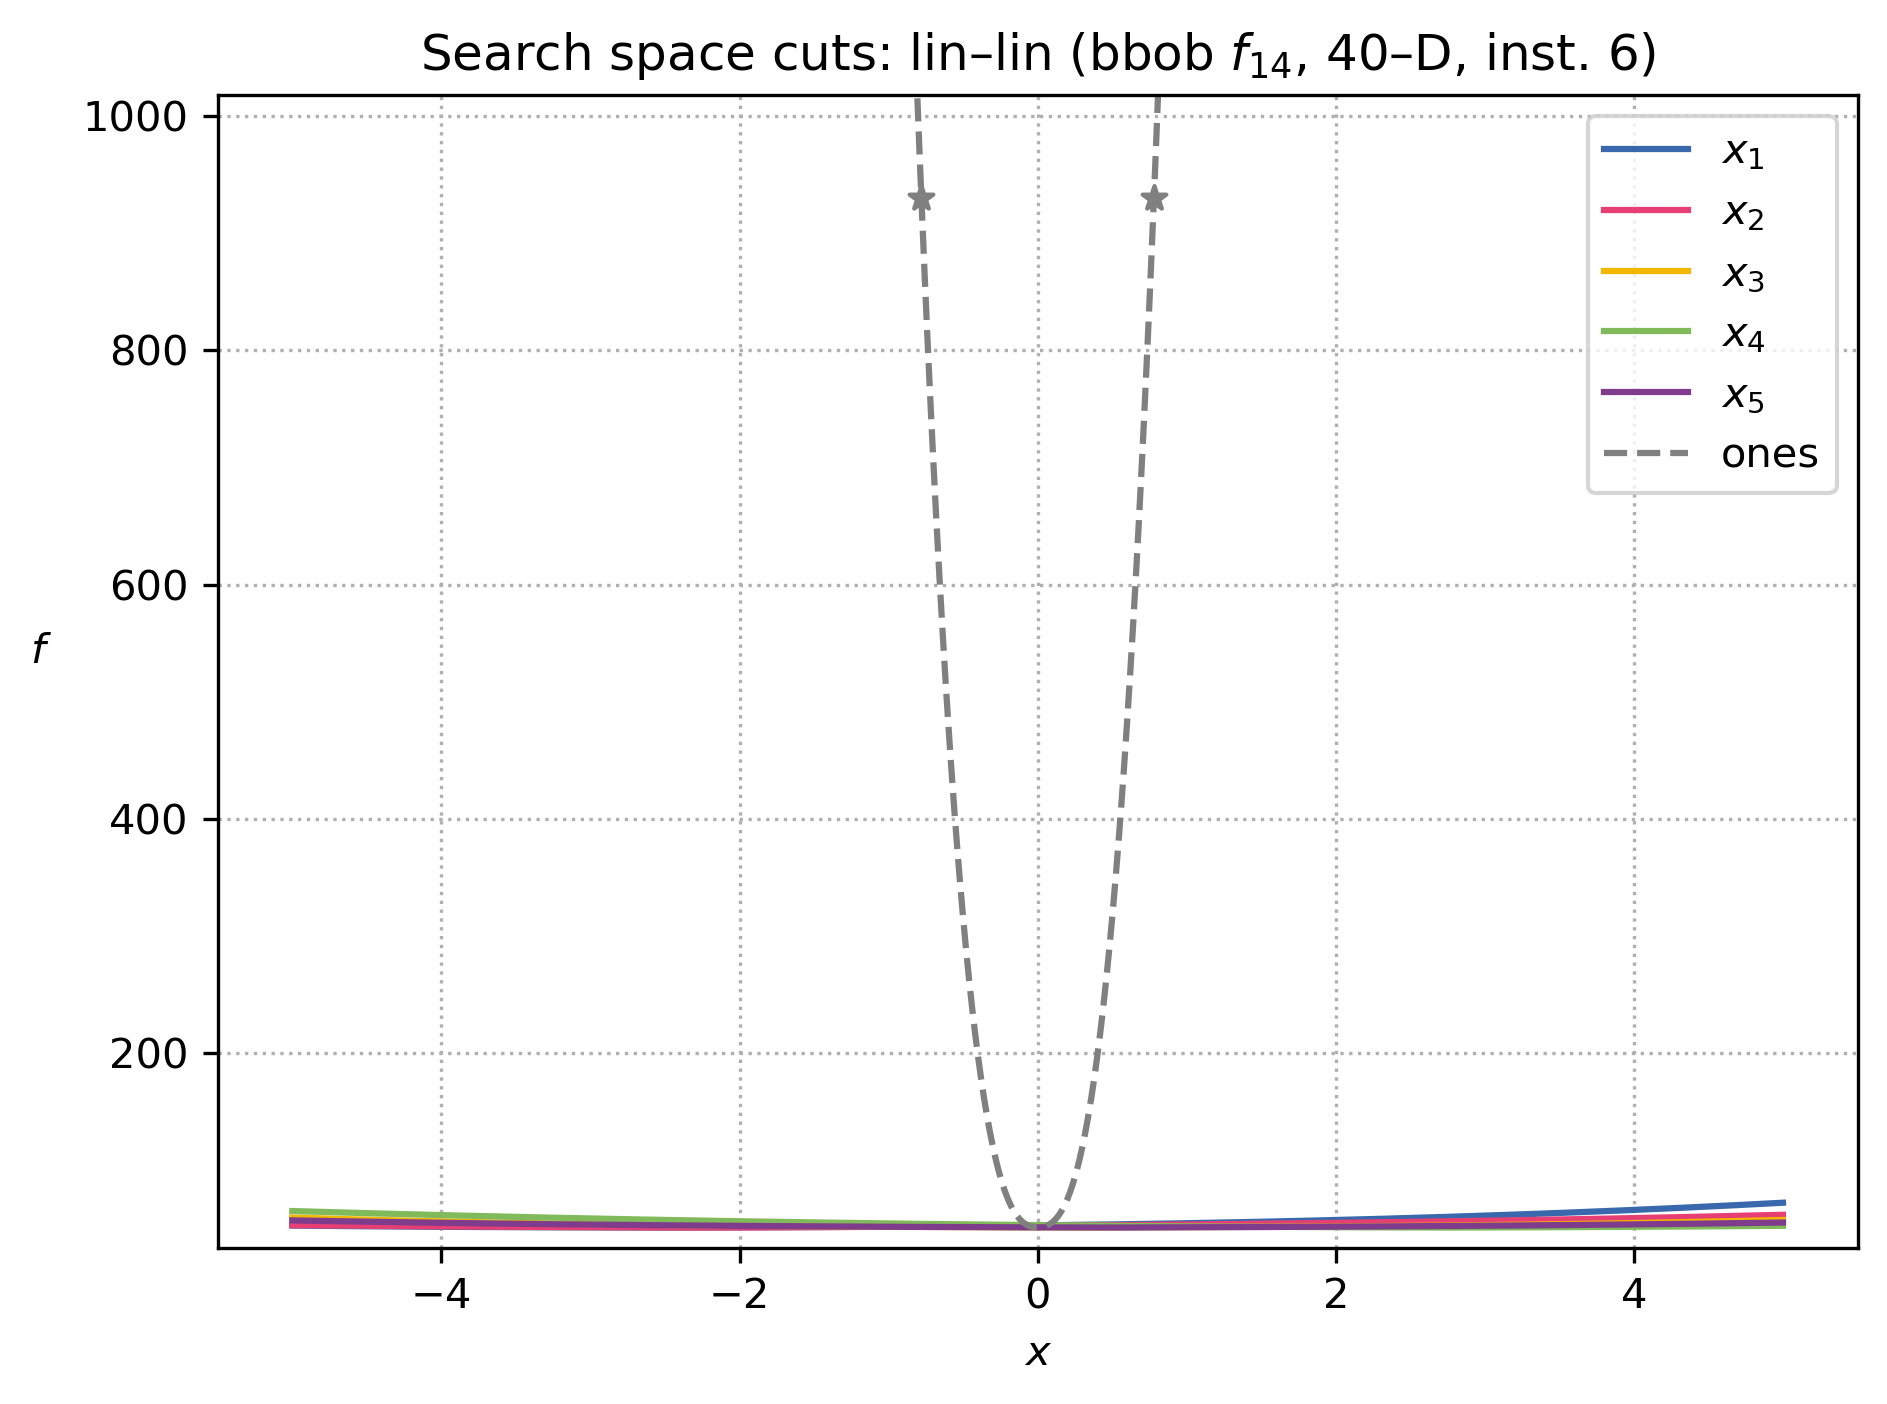 Search space cuts: lin–lin (bbob f₁₄, 40–D, inst. 6)
1000
800
600
400
200
f
−4
−2
0
2
4
x
x₁
x₂
x₃
x₄
x₅
ones